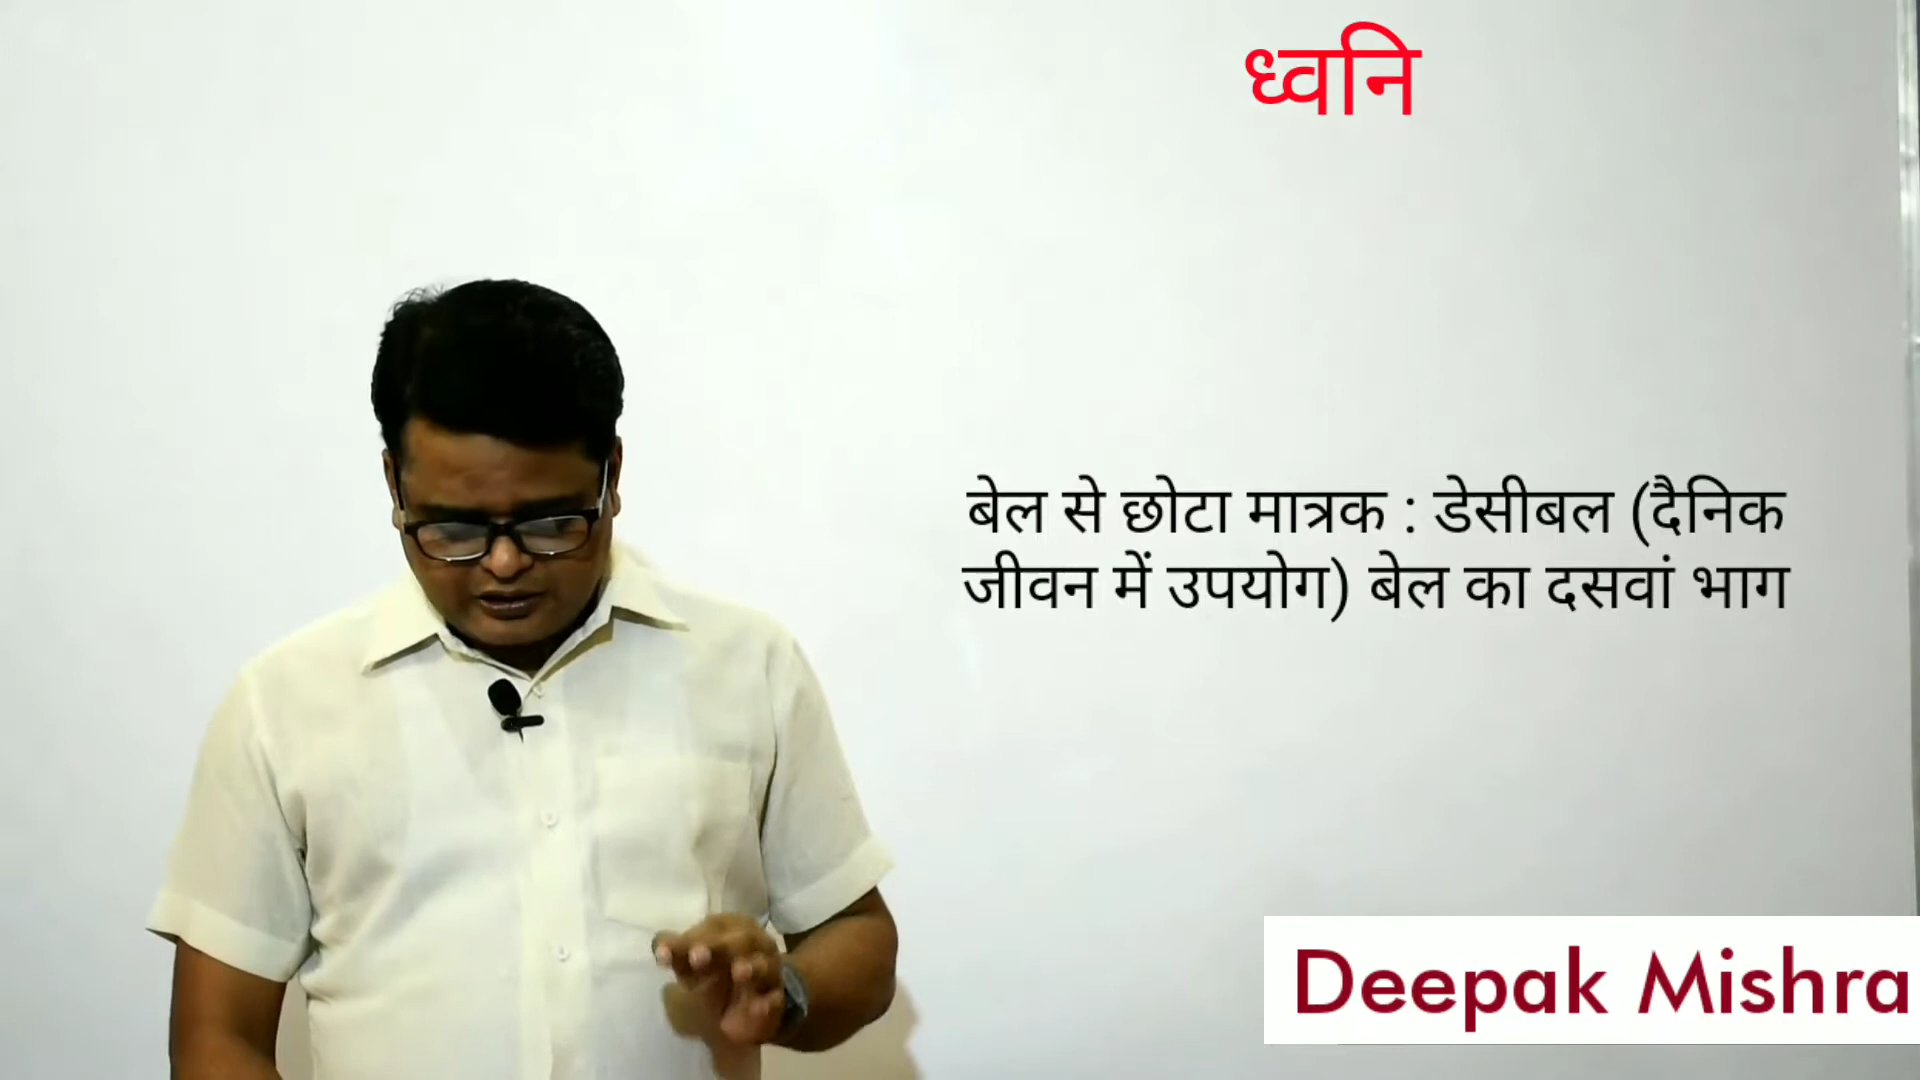 ध्वनि
बेल से छोटा मात्रक : डेसीबल (दैनिक
जीवन में उपयोग) बेल का दसवां भाग
Deepak Mishra